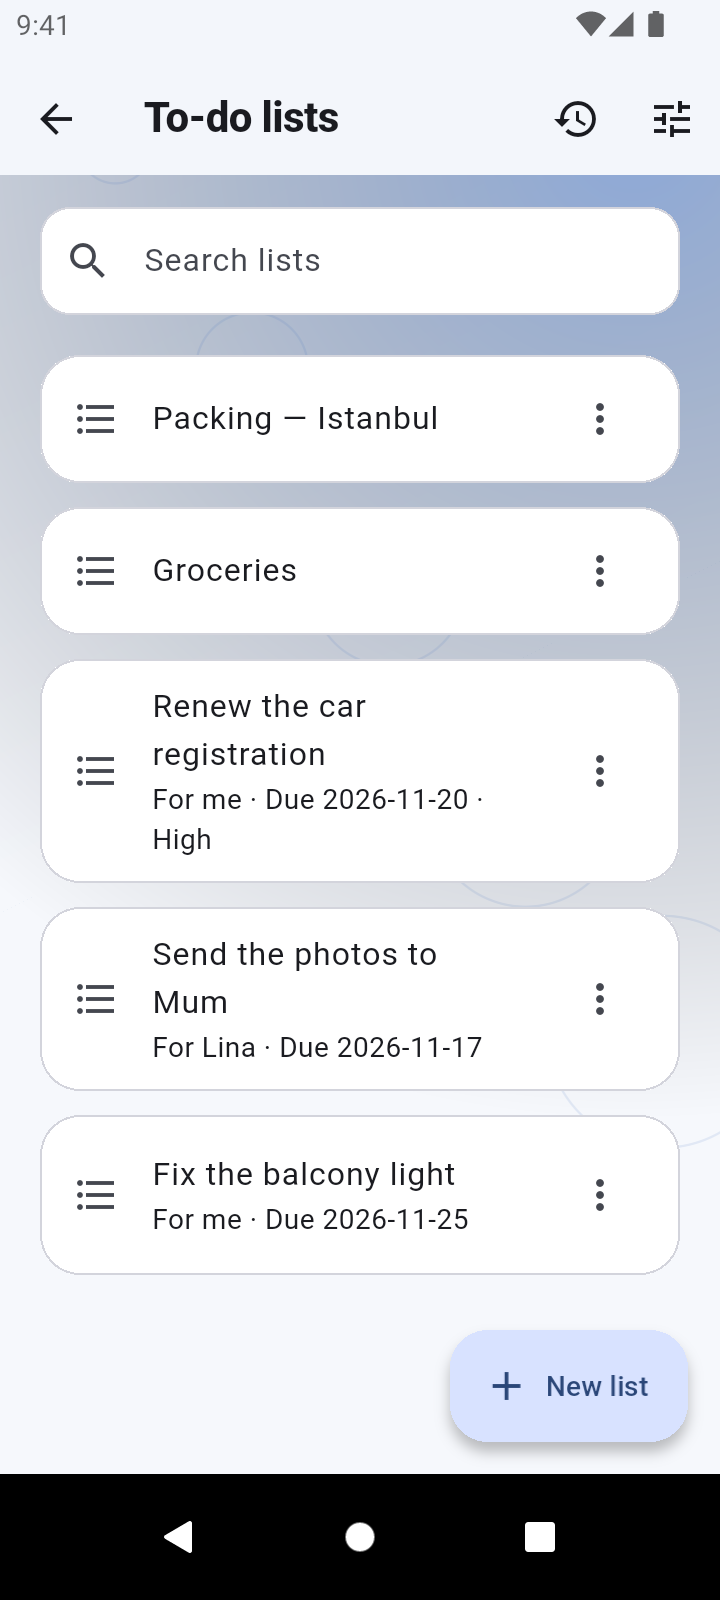 9:41
To-do lists
Search lists
Packing — Istanbul
Groceries
Renew the car
registration
For me · Due 2026-11-20 ·
High
Send the photos to
Mum
For Lina · Due 2026-11-17
Fix the balcony light
For me · Due 2026-11-25
New list